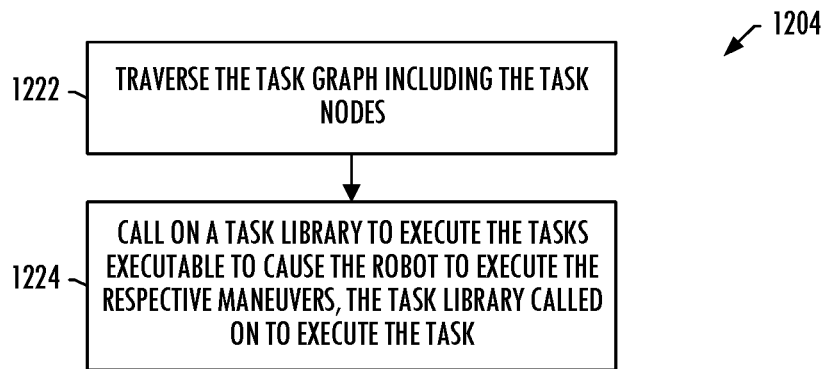 1204
1222
TRAVERSE THE TASK GRAPH INCLUDING THE TASK
NODES
1224
CALL ON A TASK LIBRARY TO EXECUTE THE TASKS
EXECUTABLE TO CAUSE THE ROBOT TO EXECUTE THE
RESPECTIVE MANEUVERS, THE TASK LIBRARY CALLED
ON TO EXECUTE THE TASK